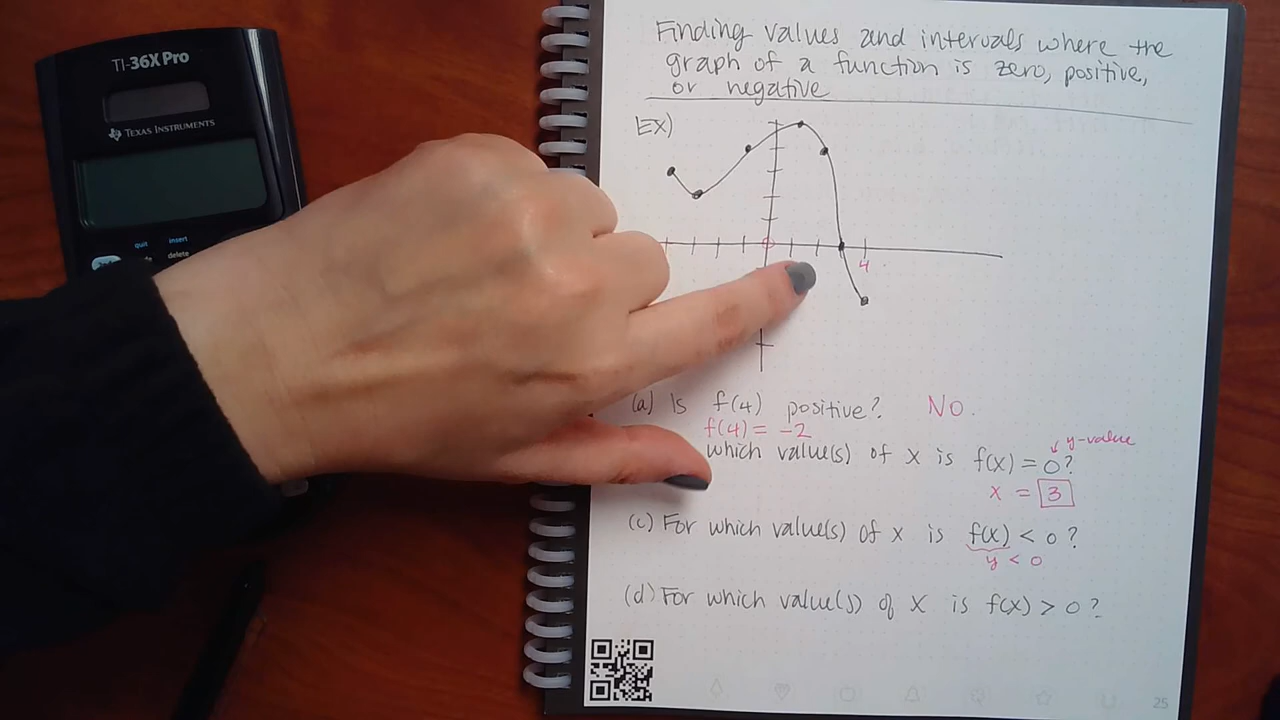 TI-36X Pro
TEXAS INSTRUMENTS
quit insert
delete
Finding values and intervals where the
graph of a function is zero, positive,
or negative
EX)
4
(a) Is f(4) positive? No.
f(4) = -2
y-value
which value(s) of x is f(x) = 0?
x = 3
(c) For which value(s) of x is f(x) < 0?
y < 0
(d) For which value(s) of x is f(x) > 0?
25